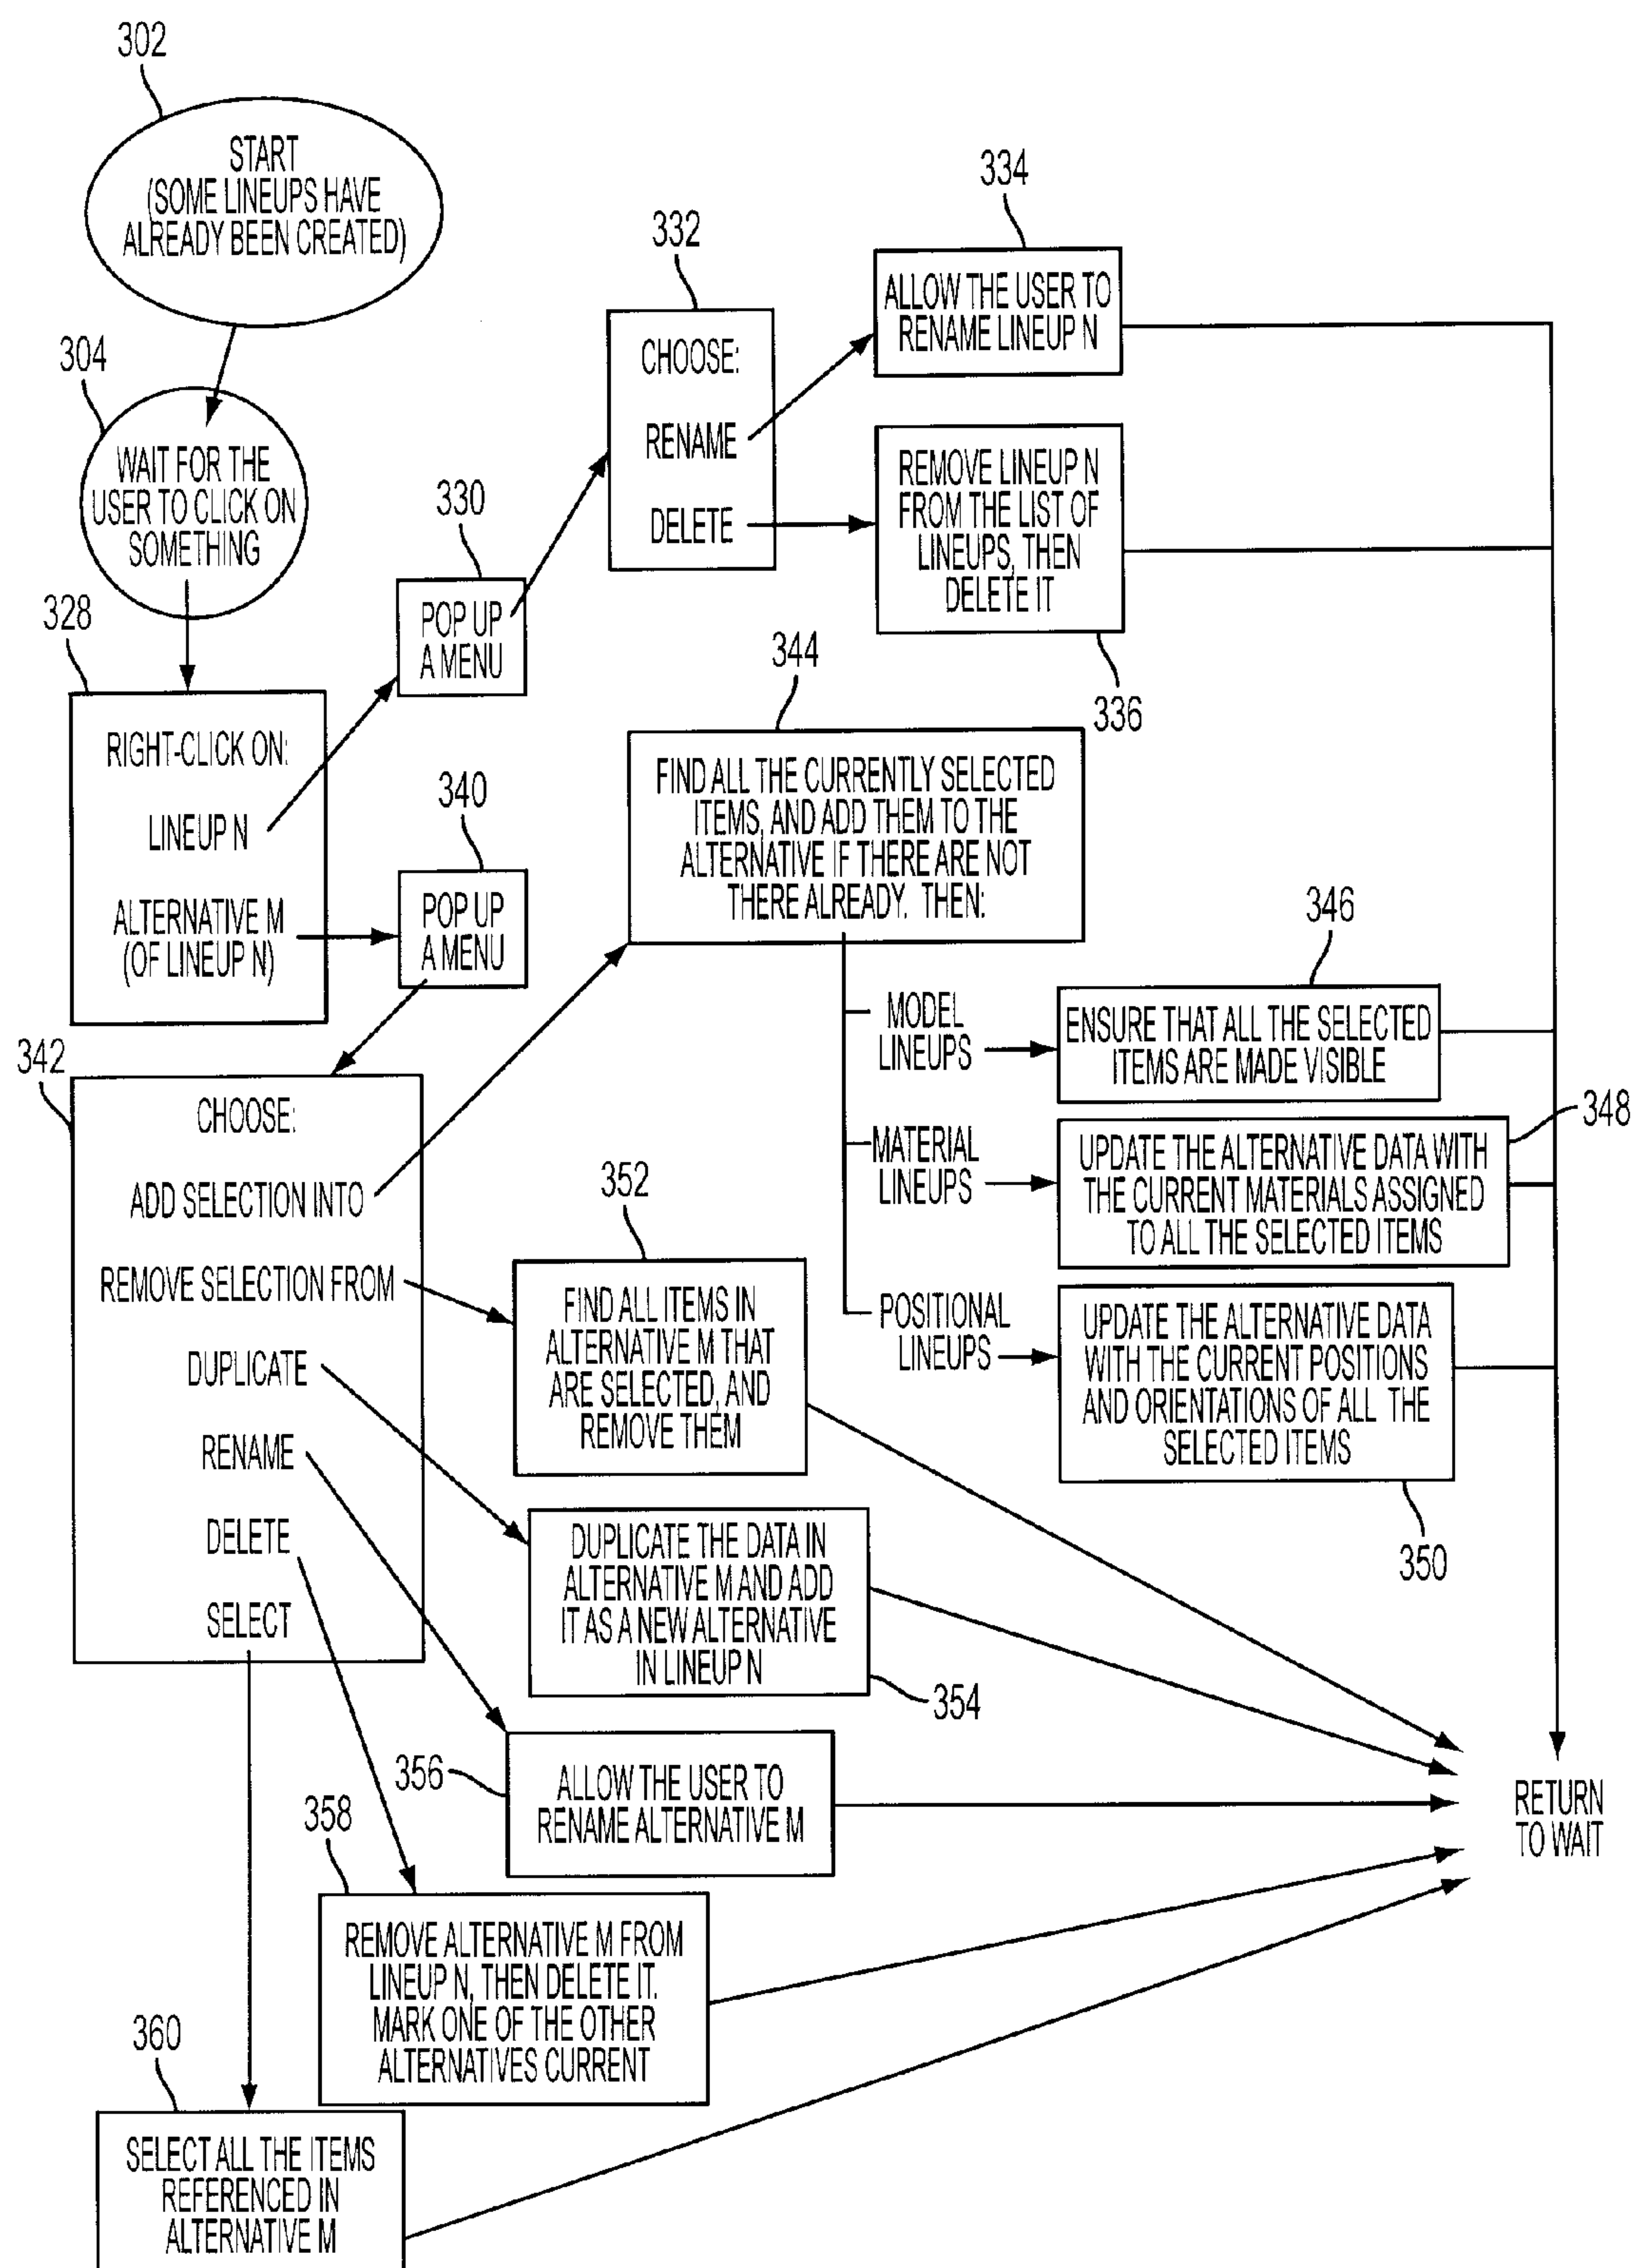 302
START
(SOME LINEUPS HAVE
ALREADY BEEN CREATED)
304
WAIT FOR THE
USER TO CLICK ON
SOMETHING
328
RIGHT-CLICK ON:
LINEUP N
ALTERNATIVE M
(OF LINEUP N)
330
POP UP
A MENU
332
CHOOSE:
RENAME
DELETE
334
ALLOW THE USER TO
RENAME LINEUP N
REMOVE LINEUP N
FROM THE LIST OF
LINEUPS, THEN
DELETE IT
336
340
POP UP
A MENU
342
CHOOSE:
ADD SELECTION INTO
REMOVE SELECTION FROM
DUPLICATE
RENAME
DELETE
SELECT
344
FIND ALL THE CURRENTLY SELECTED
ITEMS, AND ADD THEM TO THE
ALTERNATIVE IF THERE ARE NOT
THERE ALREADY. THEN:
MODEL
LINEUPS
346
ENSURE THAT ALL THE SELECTED
ITEMS ARE MADE VISIBLE
MATERIAL
LINEUPS
348
UPDATE THE ALTERNATIVE DATA WITH
THE CURRENT MATERIALS ASSIGNED
TO ALL THE SELECTED ITEMS
POSITIONAL
LINEUPS
UPDATE THE ALTERNATIVE DATA
WITH THE CURRENT POSITIONS
AND ORIENTATIONS OF ALL THE
SELECTED ITEMS
350
352
FIND ALL ITEMS IN
ALTERNATIVE M THAT
ARE SELECTED, AND
REMOVE THEM
DUPLICATE THE DATA IN
ALTERNATIVE M AND ADD
IT AS A NEW ALTERNATIVE
IN LINEUP N
354
356
ALLOW THE USER TO
RENAME ALTERNATIVE M
358
REMOVE ALTERNATIVE M FROM
LINEUP N, THEN DELETE IT.
MARK ONE OF THE OTHER
ALTERNATIVES CURRENT
360
SELECT ALL THE ITEMS
REFERENCED IN
ALTERNATIVE M
RETURN
TO WAIT